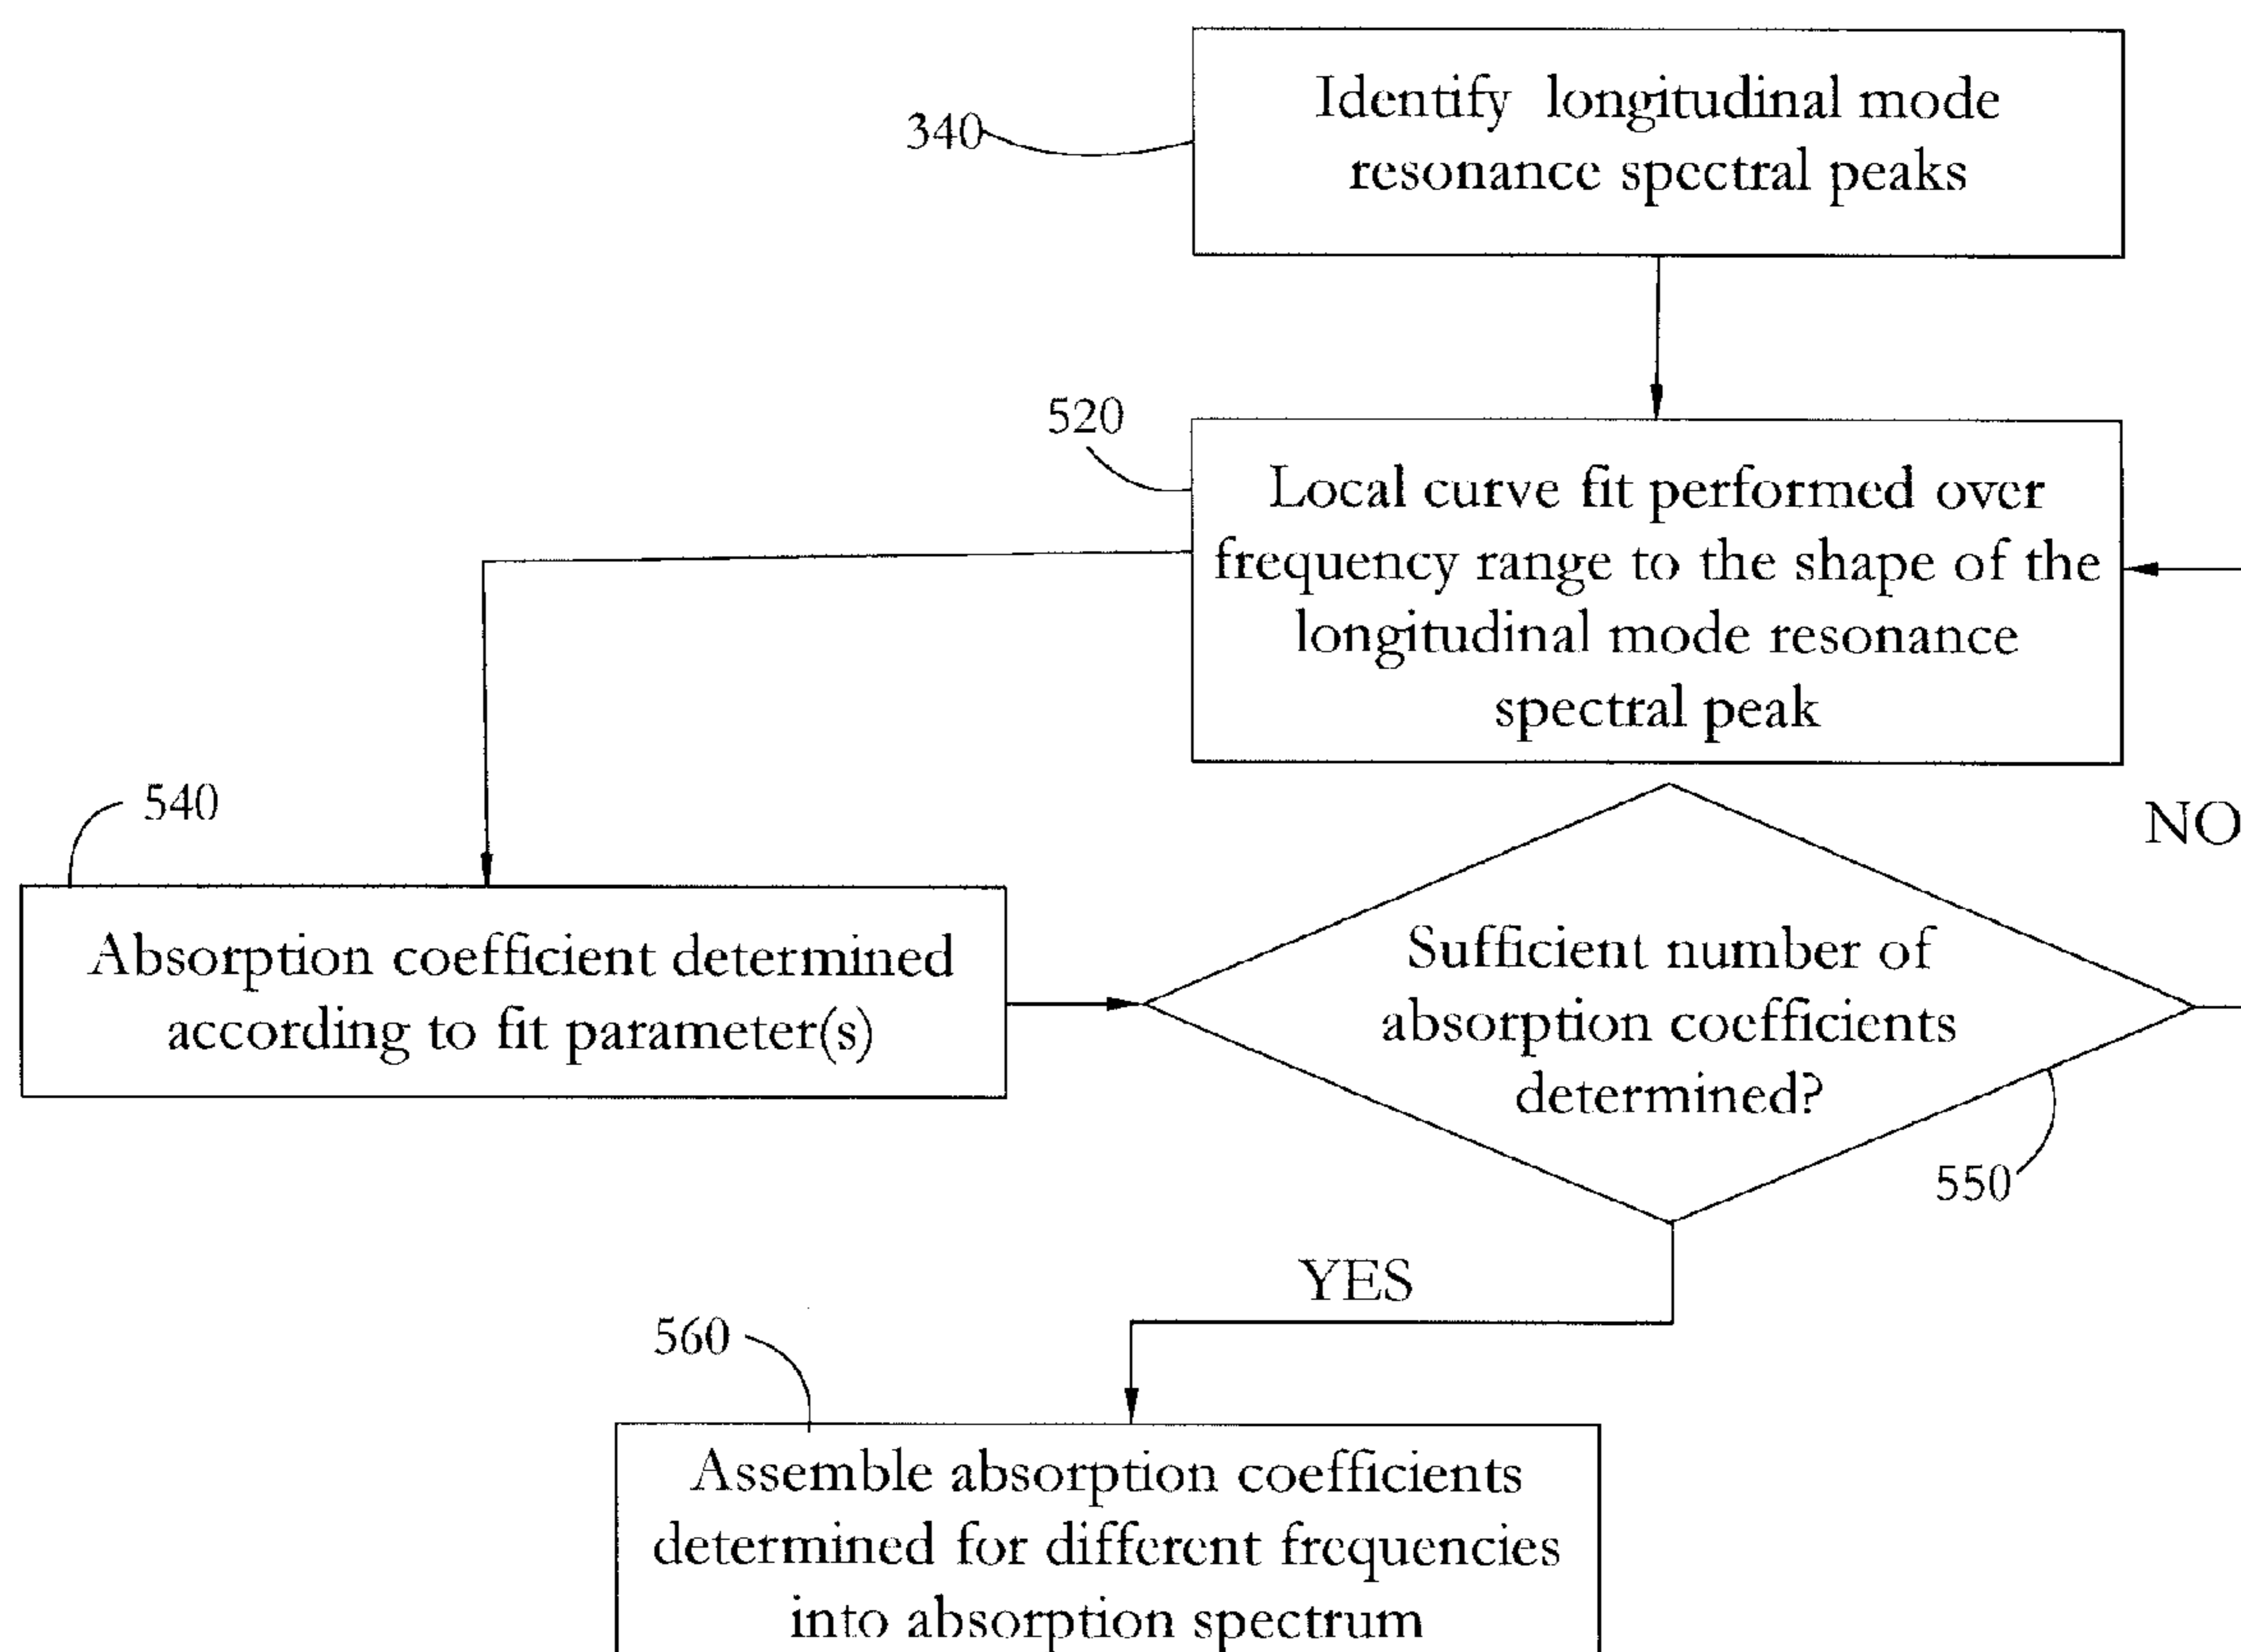 340
Identify longitudinal mode
resonance spectral peaks
520
Local curve fit performed over
frequency range to the shape of the
longitudinal mode resonance
spectral peak
NO
540
Absorption coefficient determined
according to fit parameter(s)
Sufficient number of
absorption coefficients
determined?
550
YES
560
Assemble absorption coefficients
determined for different frequencies
into absorption spectrum